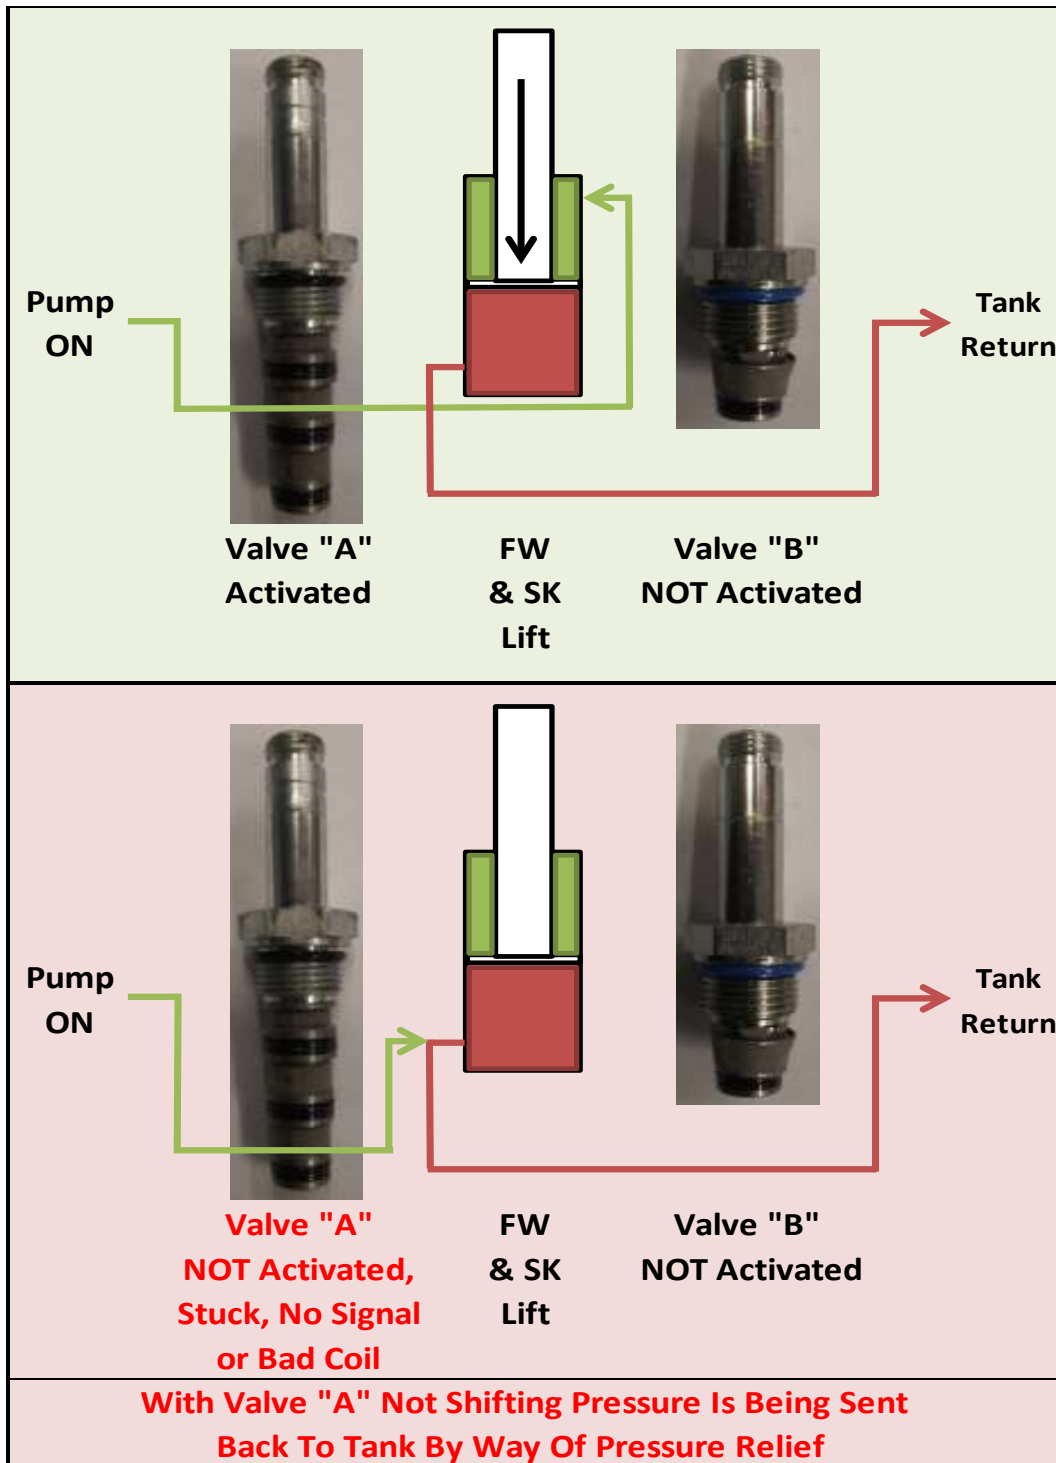 Pump
ON
Tank
Return
Valve "A"
Activated
FW
& SK
Lift
Valve "B"
NOT Activated
Pump
ON
Tank
Return
Valve "A"
NOT Activated,
Stuck, No Signal
or Bad Coil
FW
& SK
Lift
Valve "B"
NOT Activated
With Valve "A" Not Shifting Pressure Is Being Sent
Back To Tank By Way Of Pressure Relief